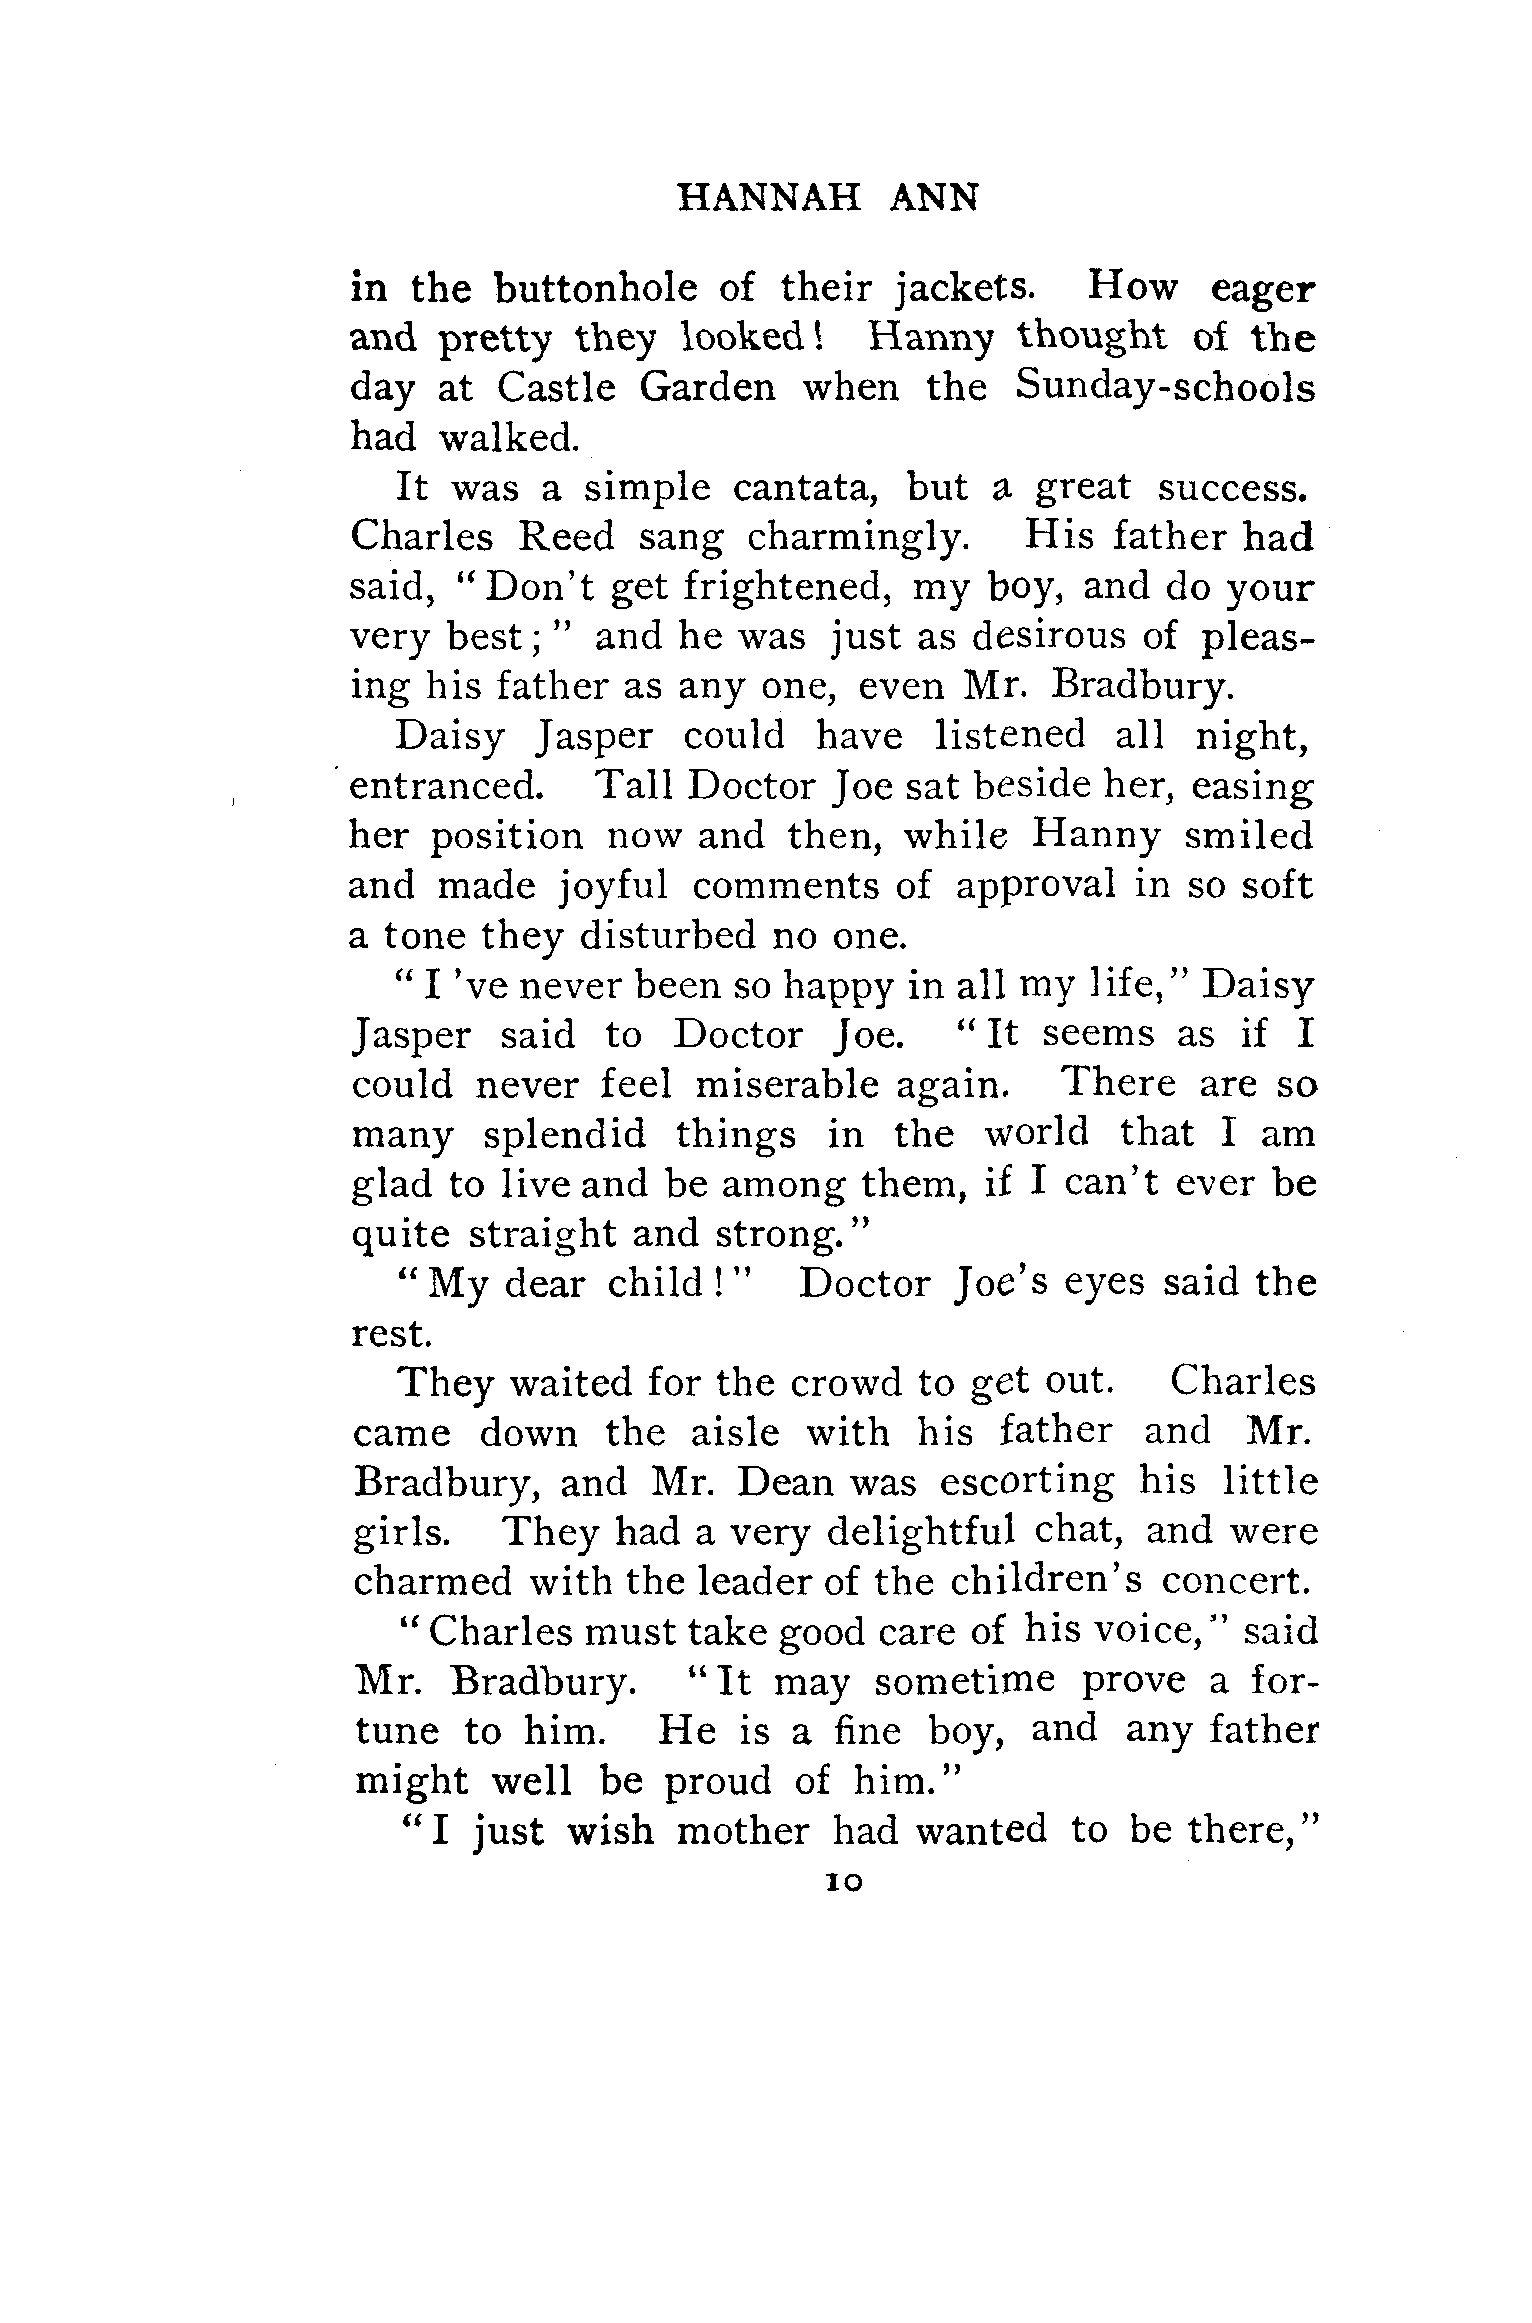 HANNAH ANN
in the buttonhole of their jackets. How eager
and pretty they looked! Hanny thought of the
day at Castle Garden when the Sunday-schools
had walked.
It was a simple cantata, but a great success.
Charles Reed sang charmingly. His father had
said, "Don't get frightened, my boy, and do your
very best;" and he was just as desirous of pleas-
ing his father as any one, even Mr. Bradbury.
Daisy Jasper could have listened all night,
entranced. Tall Doctor Joe sat beside her, easing
her position now and then, while Hanny smiled
and made joyful comments of approval in so soft
a tone they disturbed no one.
"I 've never been so happy in all my life," Daisy
Jasper said to Doctor Joe. "It seems as if I
could never feel miserable again. There are so
many splendid things in the world that I am
glad to live and be among them, if I can't ever be
quite straight and strong."
"My dear child!" Doctor Joe's eyes said the
rest.
They waited for the crowd to get out. Charles
came down the aisle with his father and Mr.
Bradbury, and Mr. Dean was escorting his little
girls. They had a very delightful chat, and were
charmed with the leader of the children's concert.
"Charles must take good care of his voice," said
Mr. Bradbury. "It may sometime prove a for-
tune to him. He is a fine boy, and any father
might well be proud of him."
"I just wish mother had wanted to be there,"
10